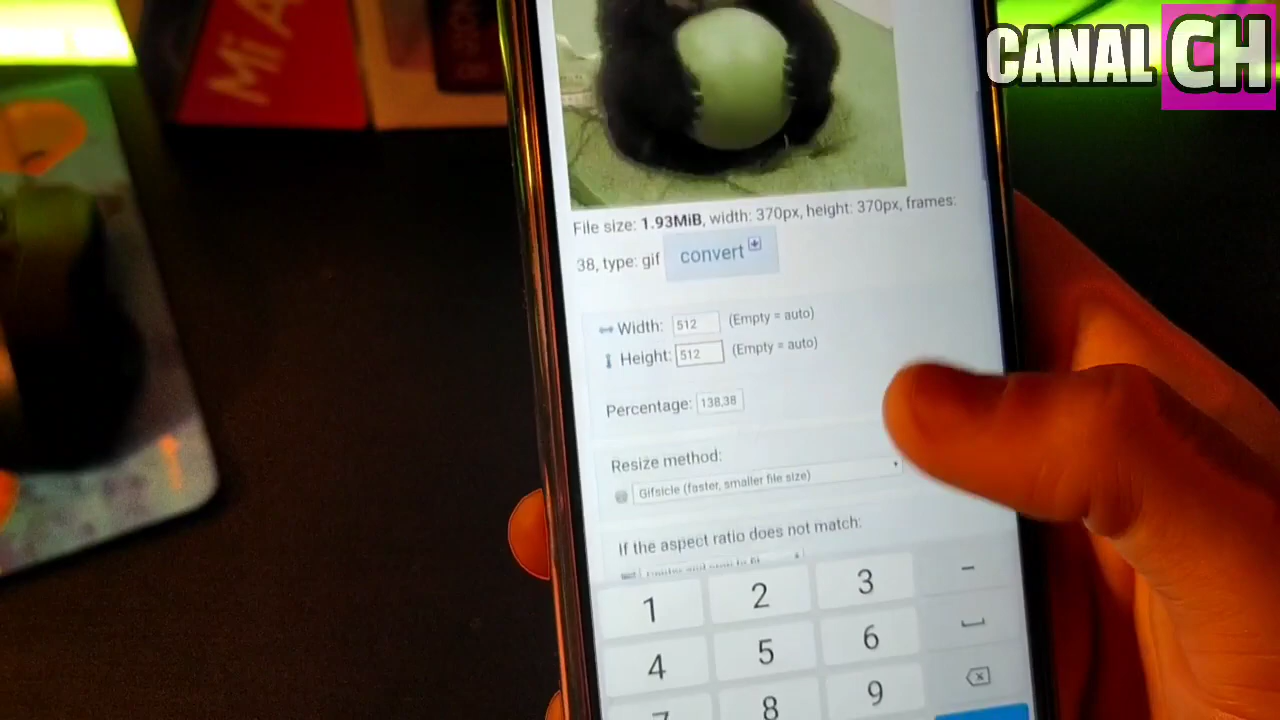 CANAL CH
Mi A
File size: 1.93MiB, width: 370px, height: 370px, frames:
38, type: gif convert
Width: 512 (Empty = auto)
Height: 512 (Empty = auto)
Percentage: 138,38
Resize method:
Gifsicle (faster, smaller file size)
If the aspect ratio does not match:
1 2 3 -
4 5 6
7 8 9